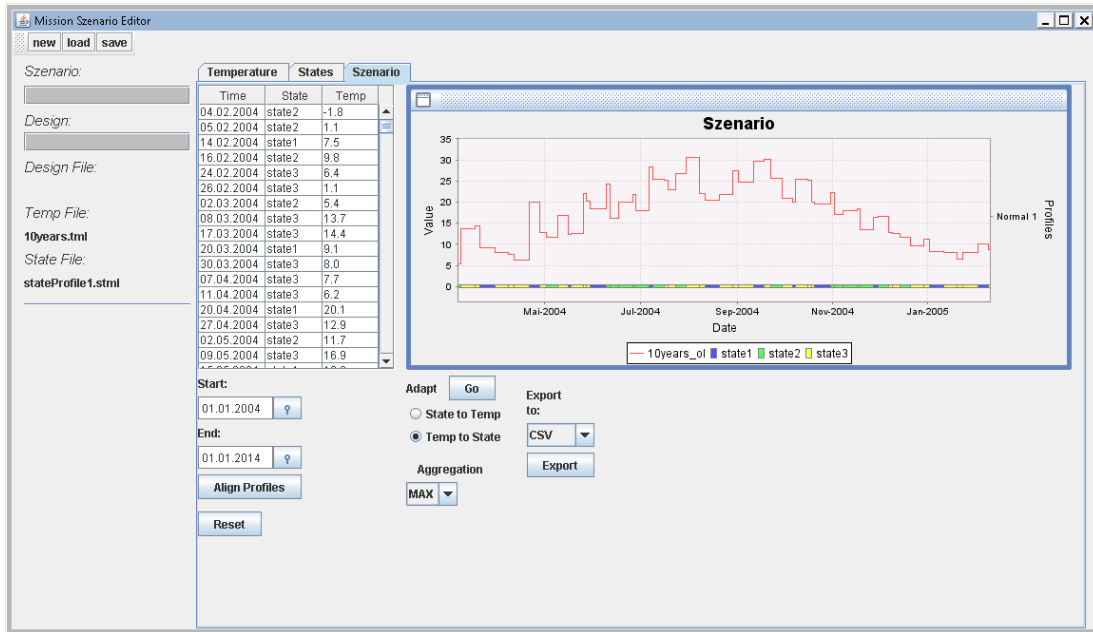 Mission Szenario Editor
new load save
Szenario:
Design:
Design File:
Temp File:
10years.tml
State File:
stateProfile1.stml
Temperature States Szenario
Time State Temp
04.02.2004 state2 -1.8
05.02.2004 state2 1.1
14.02.2004 state1 7.5
16.02.2004 state2 9.8
24.02.2004 state3 6.4
26.02.2004 state3 1.1
02.03.2004 state2 5.4
08.03.2004 state3 13.7
17.03.2004 state3 14.4
20.03.2004 state1 9.1
30.03.2004 state3 8.0
07.04.2004 state3 7.7
11.04.2004 state3 6.2
20.04.2004 state1 20.1
27.04.2004 state3 12.9
02.05.2004 state2 11.7
09.05.2004 state3 16.9
Szenario
35
30
25
20
15
10
5
0
Value
Normal 1
Profiles
Mai-2004 Jul-2004 Sep-2004 Nov-2004 Jan-2005
Date
10years_ol state1 state2 state3
Start:
01.01.2004
End:
01.01.2014
Align Profiles
Reset
Adapt Go
State to Temp
Temp to State
Aggregation
MAX
Export
to:
CSV
Export